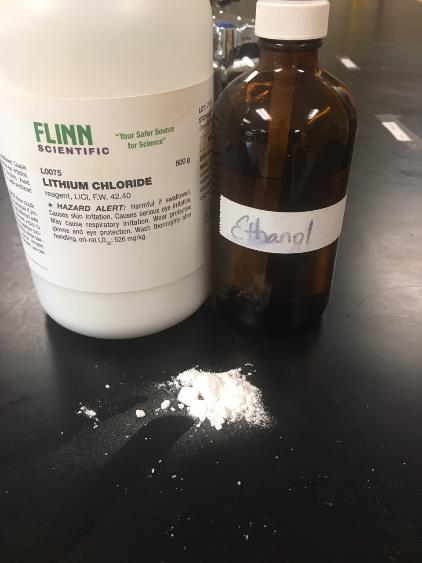 FLINN
SCIENTIFIC
"Your Safer Source
for Science"
L0075
500 g
LITHIUM CHLORIDE
reagent, LiCl, F.W. 42.40
★ HAZARD ALERT: Harmful if swallowed.
Causes skin irritation. Causes serious eye irritation.
May cause respiratory irritation. Wear protective
gloves and eye protection. Wash thoroughly after
handling orl-rat LD50: 526 mg/kg.
Ethanol